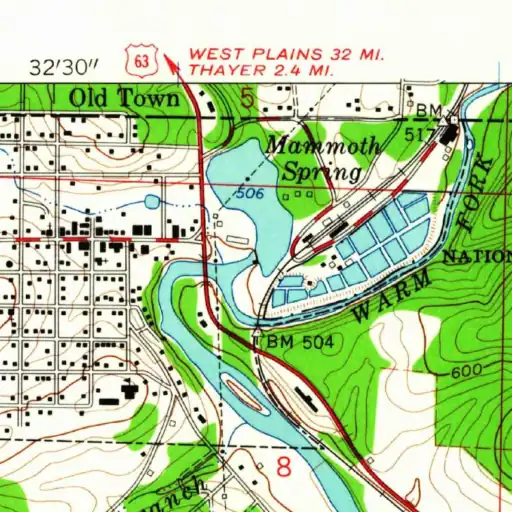 63
WEST PLAINS 32 MI.
THAYER 2.4 MI.
32'30"
Old Town
5
BM
517
Mammoth
Spring
506
FORK
NATION
WARM
BM 504
600
8
anch